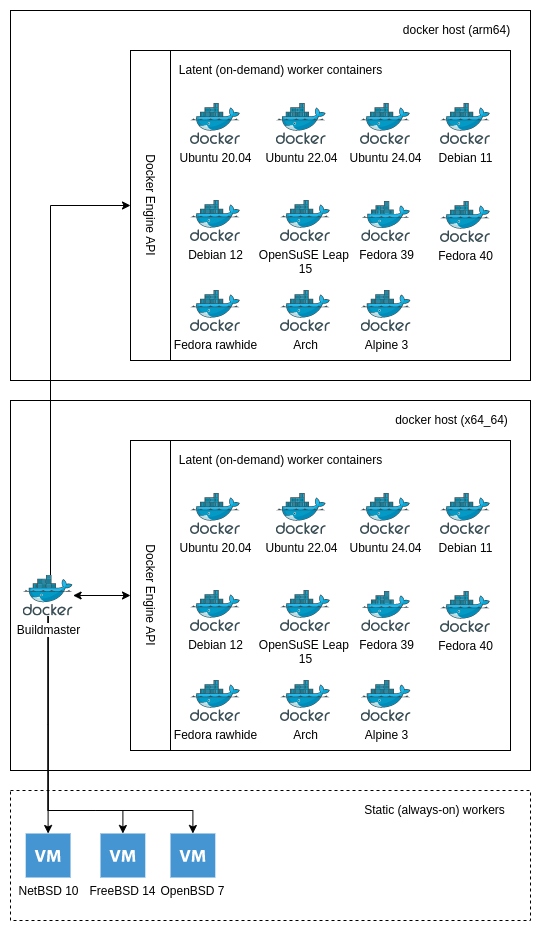 docker host (arm64)
Latent (on-demand) worker containers
Docker Engine API
docker docker docker docker
Ubuntu 20.04 Ubuntu 22.04 Ubuntu 24.04 Debian 11
docker docker docker docker
Debian 12 OpenSuSE Leap Fedora 39 Fedora 40
15
docker docker docker
Fedora rawhide Arch Alpine 3
docker host (x64_64)
Latent (on-demand) worker containers
Docker Engine API
docker docker docker docker
Ubuntu 20.04 Ubuntu 22.04 Ubuntu 24.04 Debian 11
docker docker docker docker
Debian 12 OpenSuSE Leap Fedora 39 Fedora 40
15
docker docker docker
Fedora rawhide Arch Alpine 3
docker
Buildmaster
Static (always-on) workers
VM VM VM
NetBSD 10 FreeBSD 14 OpenBSD 7